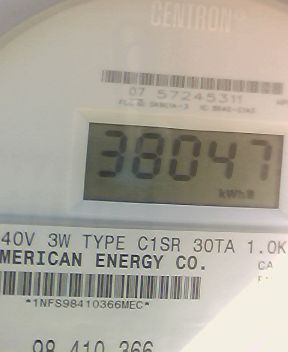 CENTRON®
07 57245311
38047
kWh
40V 3W TYPE C1SR 30TA 1.0K
MERICAN ENERGY CO.
CA
*1NFS98410366MEC*
98 410 366